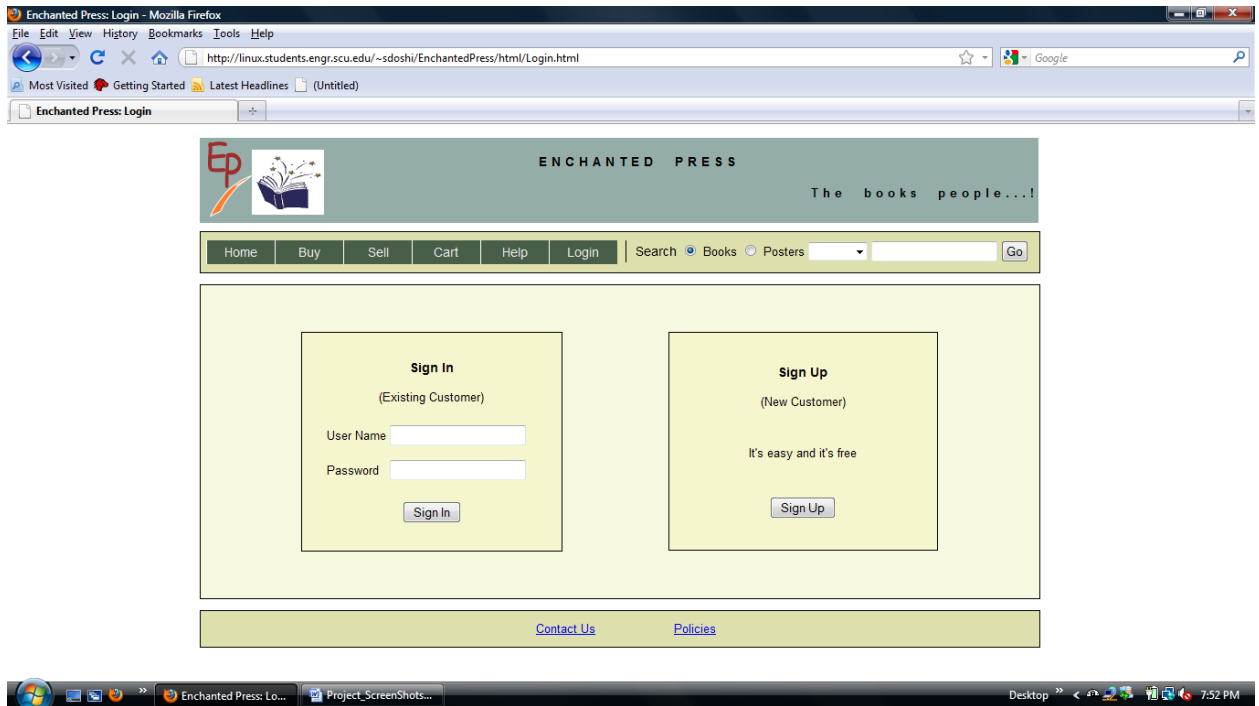 Enchanted Press: Login - Mozilla Firefox
File Edit View History Bookmarks Tools Help
http://linux.students.engr.scu.edu/~sdoshi/EnchantedPress/html/Login.html
Google
Most Visited Getting Started Latest Headlines (Untitled)
Enchanted Press: Login
Ep
ENCHANTED PRESS
The books people...!
Home Buy Sell Cart Help Login Search Books Posters Go
Sign In
(Existing Customer)
User Name
Password
Sign In
Sign Up
(New Customer)
It's easy and it's free
Sign Up
Contact Us Policies
Enchanted Press: Lo... Project_ScreenShots... Desktop 7:52 PM